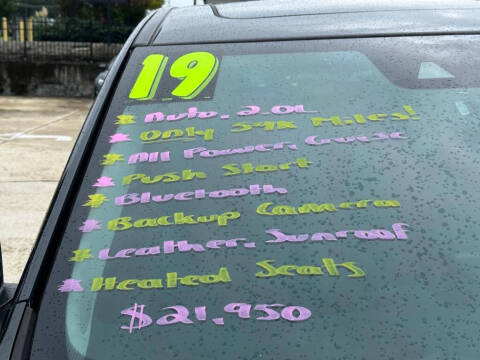 19
* Auto. 2.0L
* Only 59k Miles!
* All Power, Cruise
* Push Start
* Bluetooth
* Backup Camera
* Leather, Sunroof
* Heated Seats
$21,950